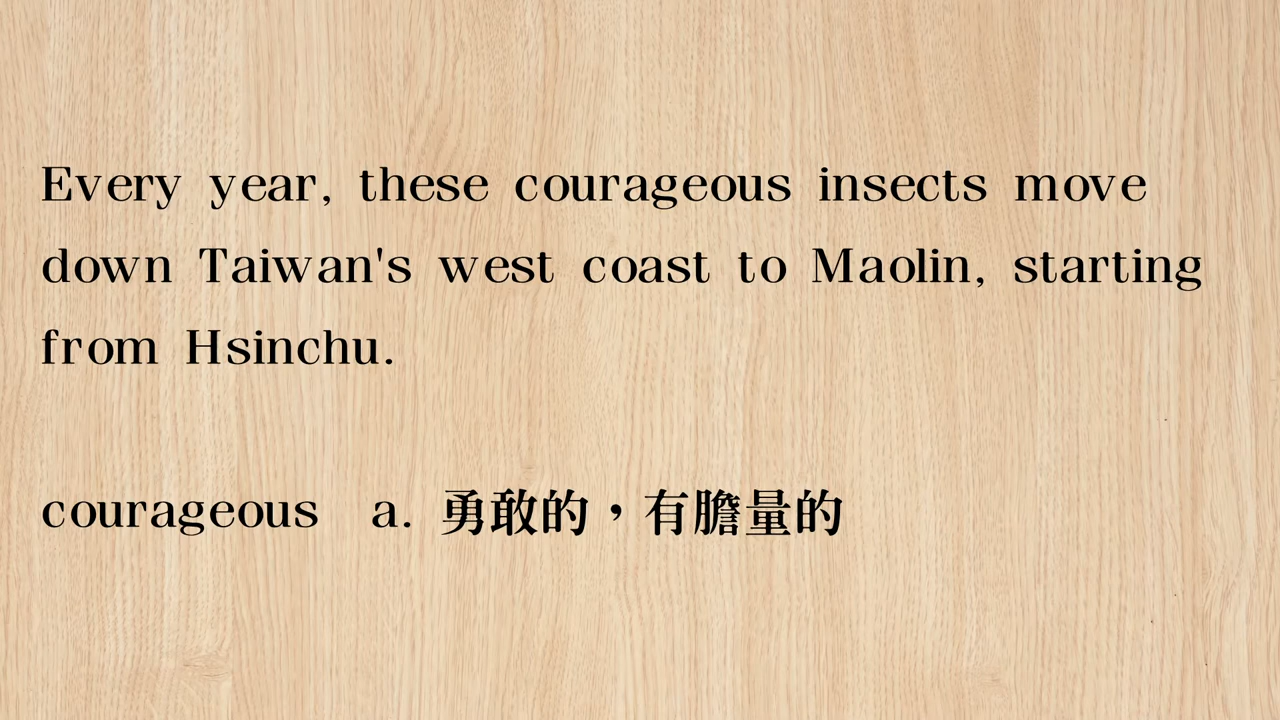 Every year, these courageous insects move
down Taiwan's west coast to Maolin, starting
from Hsinchu.
courageous a. 勇敢的，有膽量的